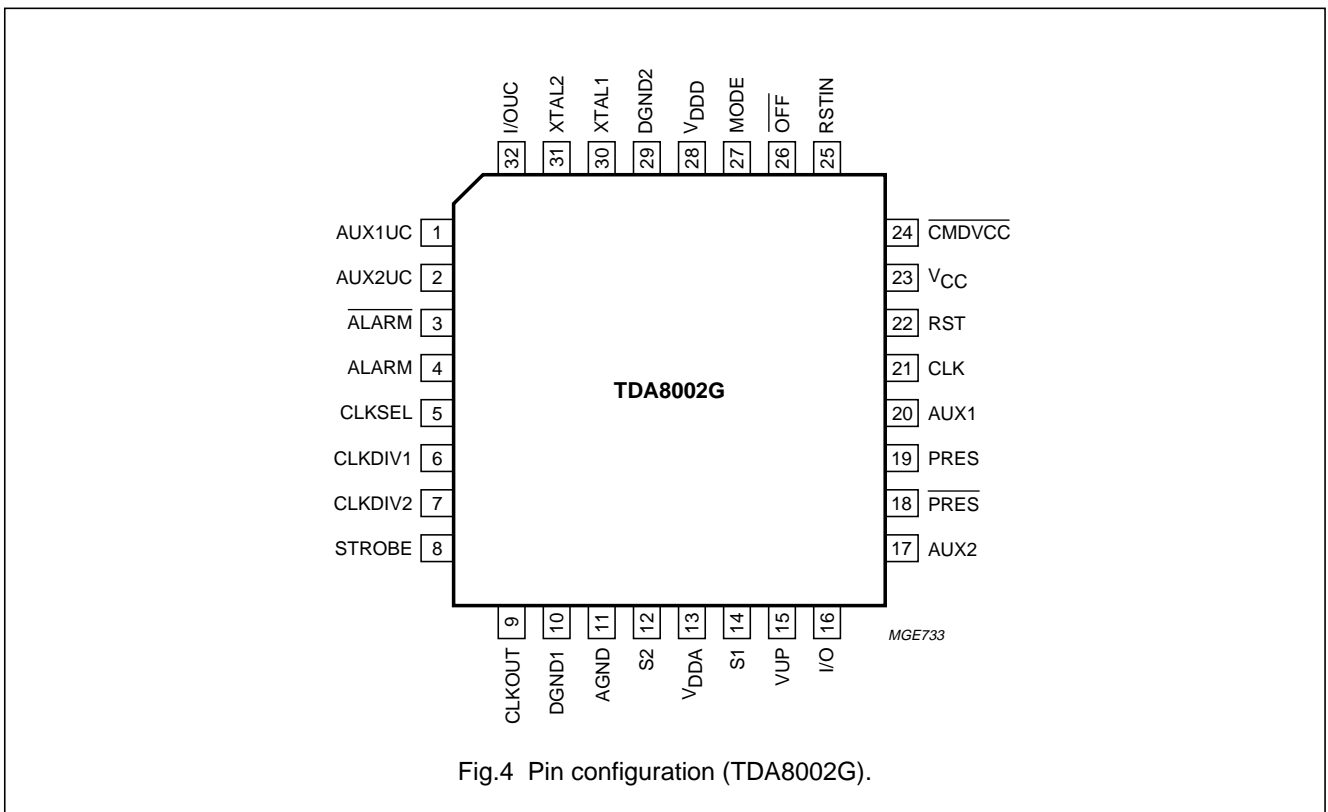 I/OUC
XTAL2
XTAL1
DGND2
VDDD
MODE
OFF
RSTIN
32 31 30 29 28 27 26 25
AUX1UC 1
AUX2UC 2
ALARM 3
ALARM 4
CLKSEL 5
CLKDIV1 6
CLKDIV2 7
STROBE 8
TDA8002G
24 CMDVCC
23 VCC
22 RST
21 CLK
20 AUX1
19 PRES
18 PRES
17 AUX2
9 10 11 12 13 14 15 16
CLKOUT
DGND1
AGND
S2
VDDA
S1
VUP
I/O
MGE733
Fig.4 Pin configuration (TDA8002G).